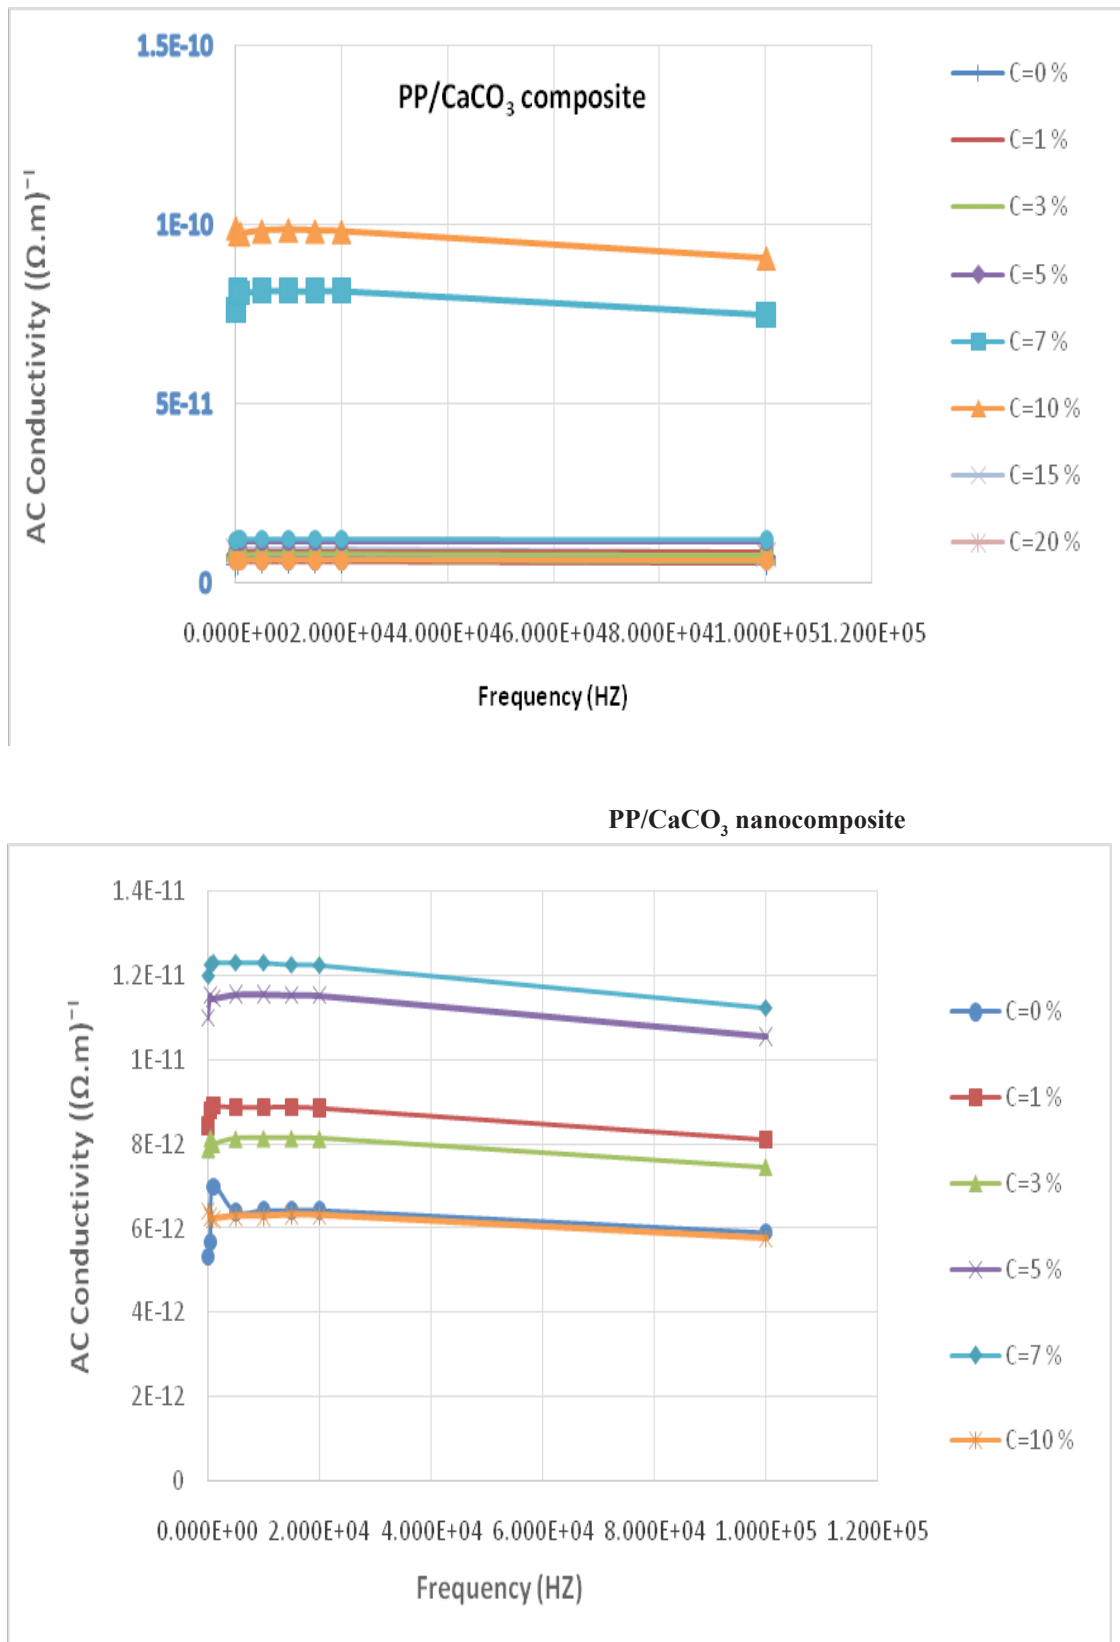 1.5E-10
PP/CaCO₃ composite
1E-10
5E-11
0
AC Conductivity ((Ω.m)⁻¹
0.000E+002.000E+044.000E+046.000E+048.000E+041.000E+051.200E+05
Frequency (HZ)
C=0 %
C=1 %
C=3 %
C=5 %
C=7 %
C=10 %
C=15 %
C=20 %
PP/CaCO₃ nanocomposite
1.4E-11
1.2E-11
1E-11
8E-12
6E-12
4E-12
2E-12
0
AC Conductivity ((Ω.m)⁻¹
0.000E+00 2.000E+04 4.000E+04 6.000E+04 8.000E+04 1.000E+05 1.200E+05
Frequency (HZ)
C=0 %
C=1 %
C=3 %
C=5 %
C=7 %
C=10 %